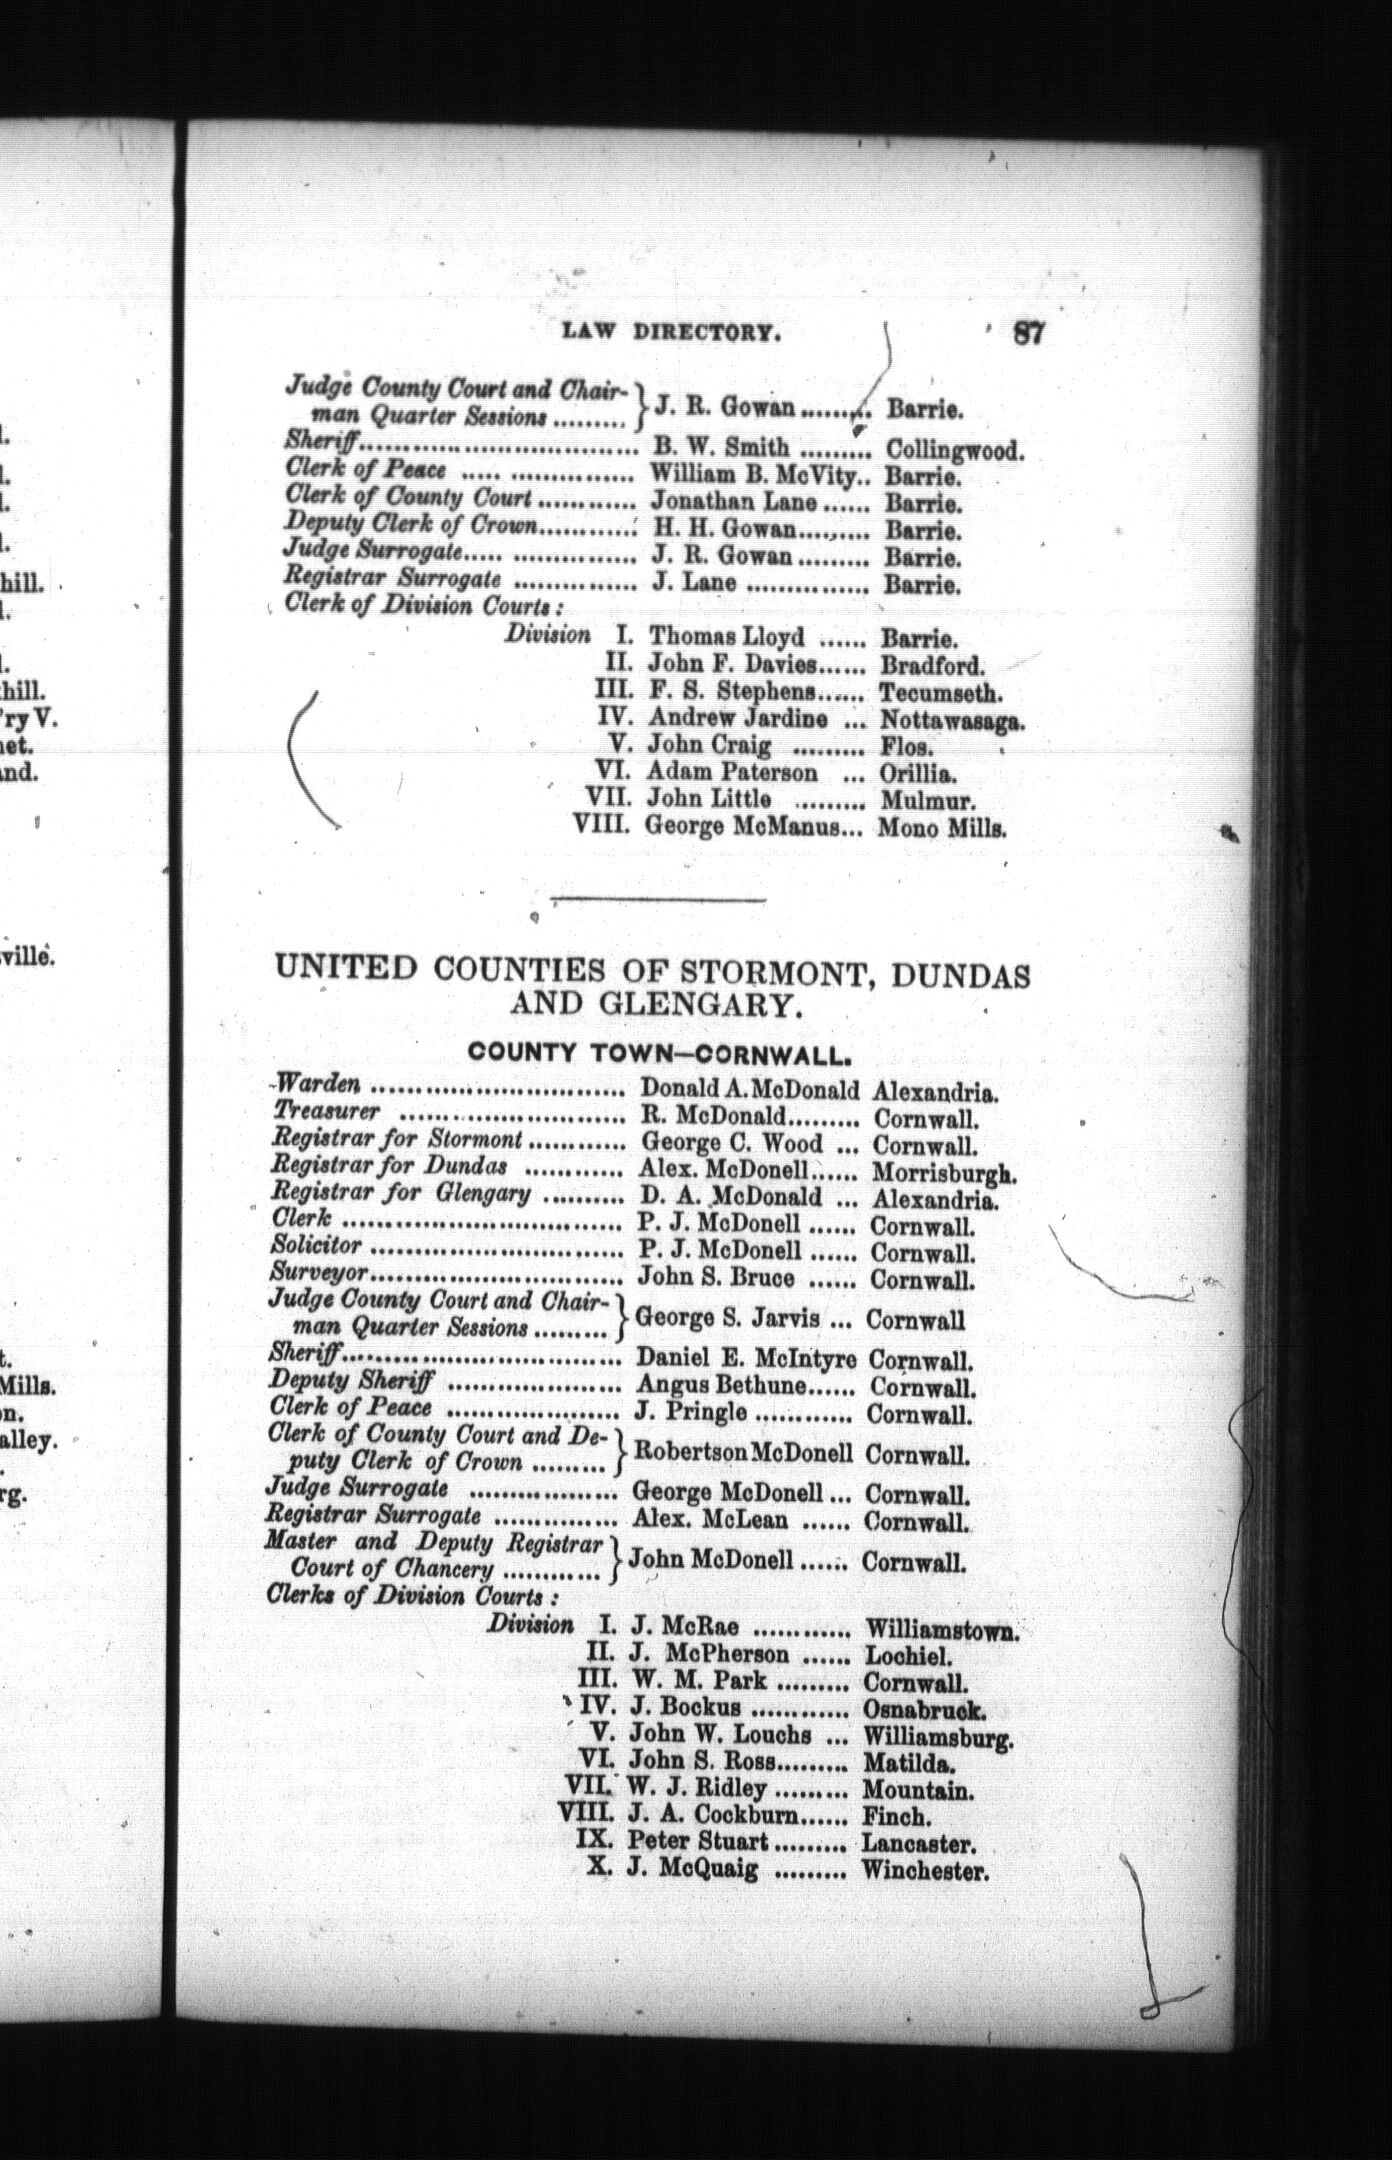 LAW DIRECTORY. 87
Judge County Court and Chair-
man Quarter Sessions ......... } J. R. Gowan ......... Barrie.
Sheriff................................... B. W. Smith ......... Collingwood.
Clerk of Peace ..... ............... William B. McVity.. Barrie.
Clerk of County Court ............ Jonathan Lane ...... Barrie.
Deputy Clerk of Crown............ H. H. Gowan......... Barrie.
Judge Surrogate..... ............... J. R. Gowan ......... Barrie.
Registrar Surrogate ............... J. Lane ............... Barrie.
Clerk of Division Courts :
Division I. Thomas Lloyd ...... Barrie.
II. John F. Davies...... Bradford.
III. F. S. Stephens...... Tecumseth.
IV. Andrew Jardine ... Nottawasaga.
V. John Craig ......... Flos.
VI. Adam Paterson ... Orillia.
VII. John Little ......... Mulmur.
VIII. George McManus... Mono Mills.
UNITED COUNTIES OF STORMONT, DUNDAS
AND GLENGARY.
COUNTY TOWN—CORNWALL.
Warden ................................ Donald A. McDonald Alexandria.
Treasurer ............................. R. McDonald......... Cornwall.
Registrar for Stormont ............ George C. Wood ... Cornwall.
Registrar for Dundas ............ Alex. McDonell...... Morrisburgh.
Registrar for Glengary .......... D. A. McDonald ... Alexandria.
Clerk ................................... P. J. McDonell ...... Cornwall.
Solicitor ................................ P. J. McDonell ...... Cornwall.
Surveyor................................ John S. Bruce ...... Cornwall.
Judge County Court and Chair-
man Quarter Sessions ......... } George S. Jarvis ... Cornwall
Sheriff................................... Daniel E. McIntyre Cornwall.
Deputy Sheriff ...................... Angus Bethune...... Cornwall.
Clerk of Peace ...................... J. Pringle ............ Cornwall.
Clerk of County Court and De-
puty Clerk of Crown ......... } Robertson McDonell Cornwall.
Judge Surrogate .................. George McDonell ... Cornwall.
Registrar Surrogate ............... Alex. McLean ...... Cornwall.
Master and Deputy Registrar
Court of Chancery ............ } John McDonell ...... Cornwall.
Clerks of Division Courts :
Division I. J. McRae ............ Williamstown.
II. J. McPherson ...... Lochiel.
III. W. M. Park ......... Cornwall.
IV. J. Bockus ............ Osnabruck.
V. John W. Louchs ... Williamsburg.
VI. John S. Ross......... Matilda.
VII. W. J. Ridley ......... Mountain.
VIII. J. A. Cockburn...... Finch.
IX. Peter Stuart ......... Lancaster.
X. J. McQuaig ......... Winchester.